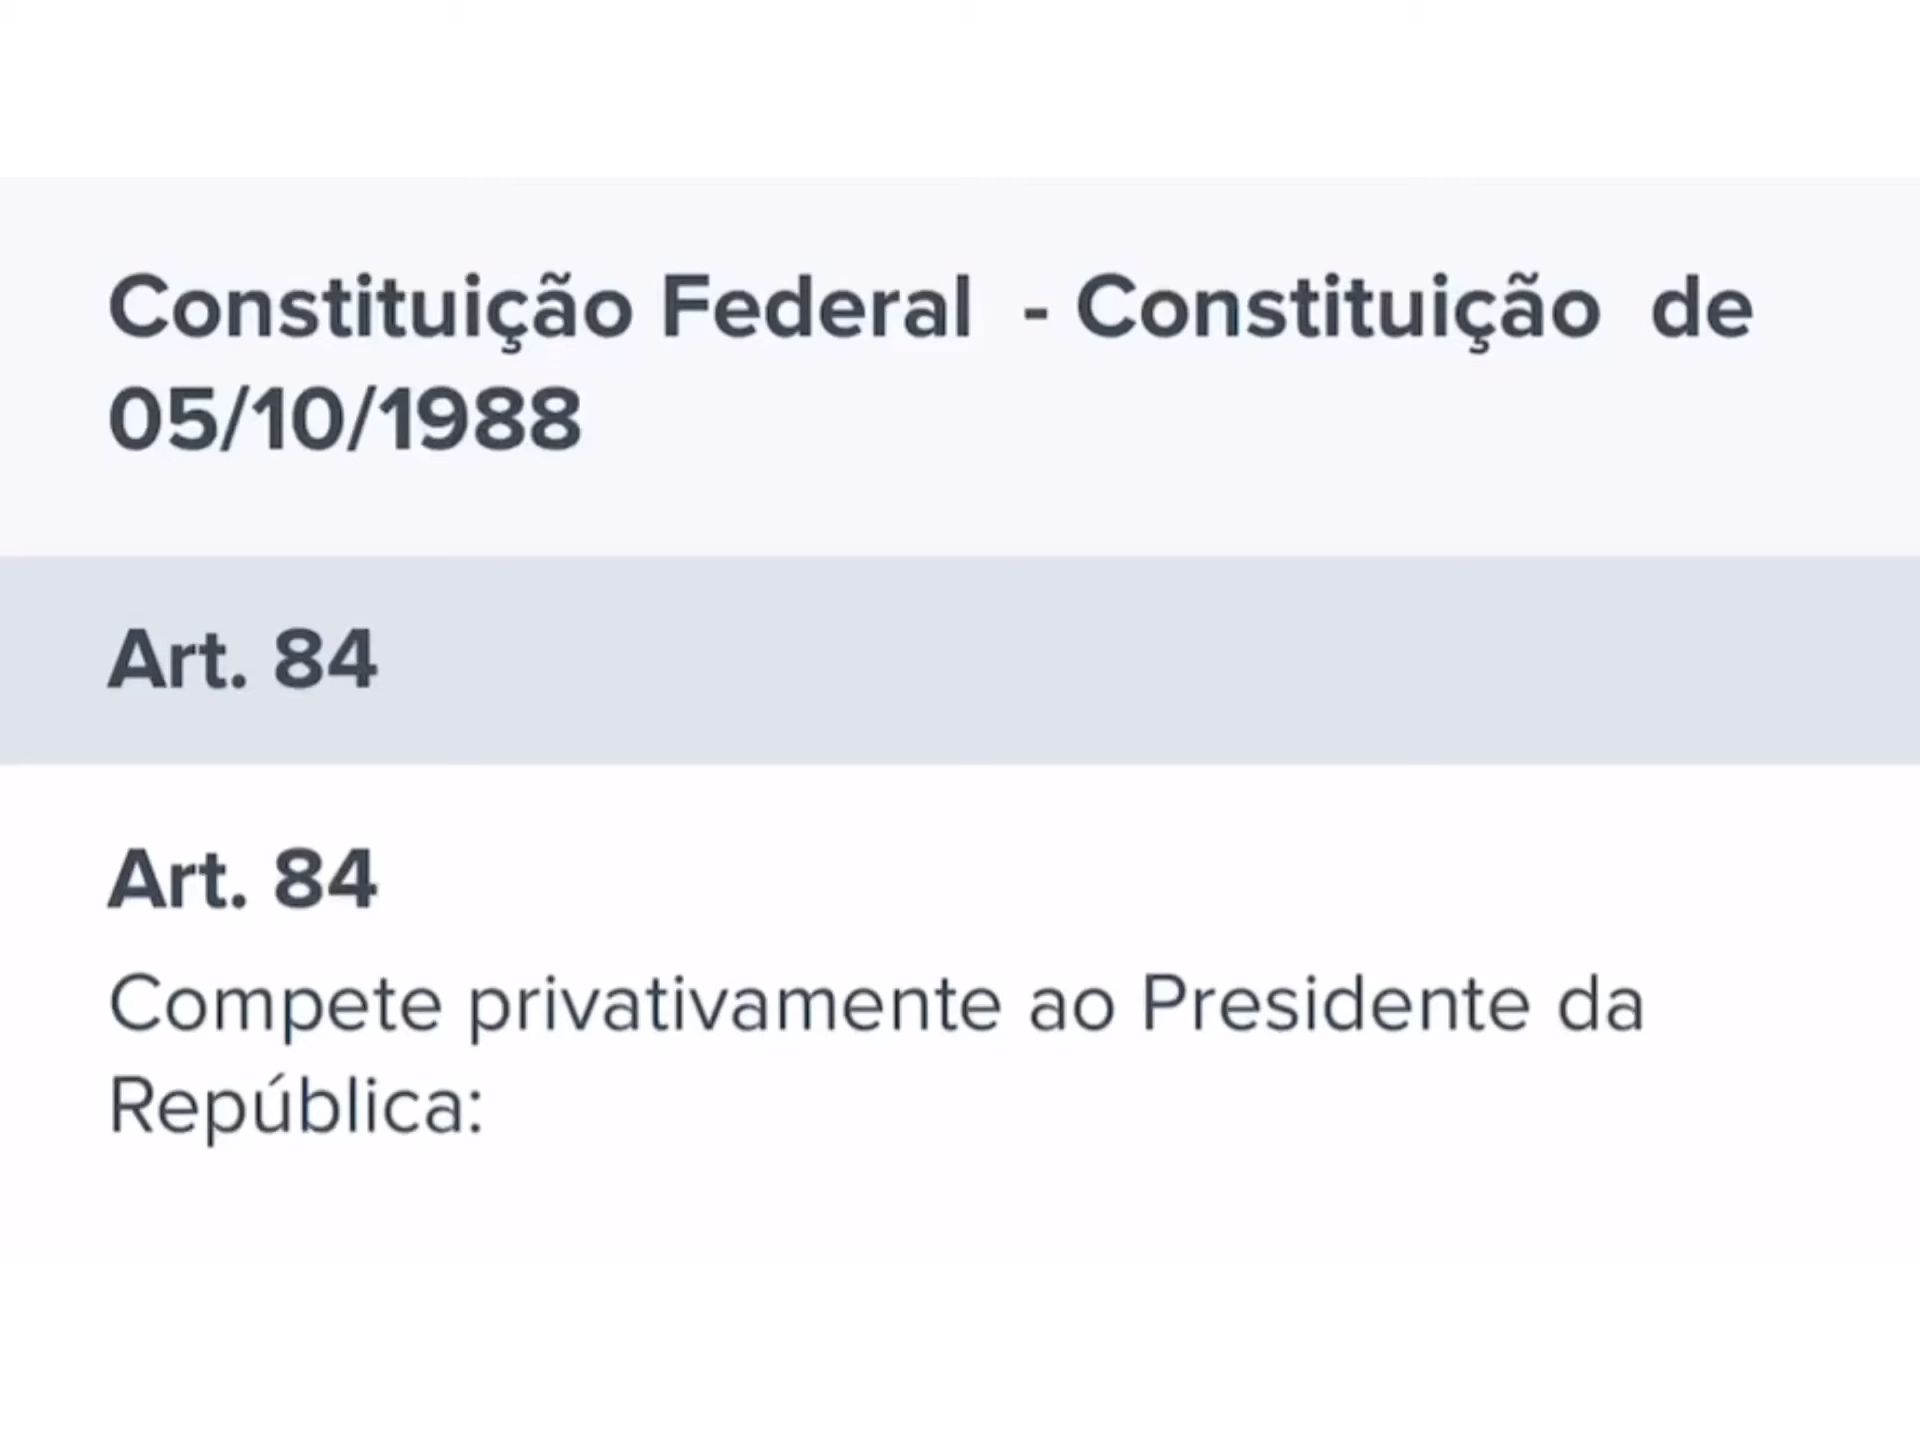 Constituição Federal  - Constituição  de
05/10/1988
Art. 84
Art. 84
Compete privativamente ao Presidente da
República: